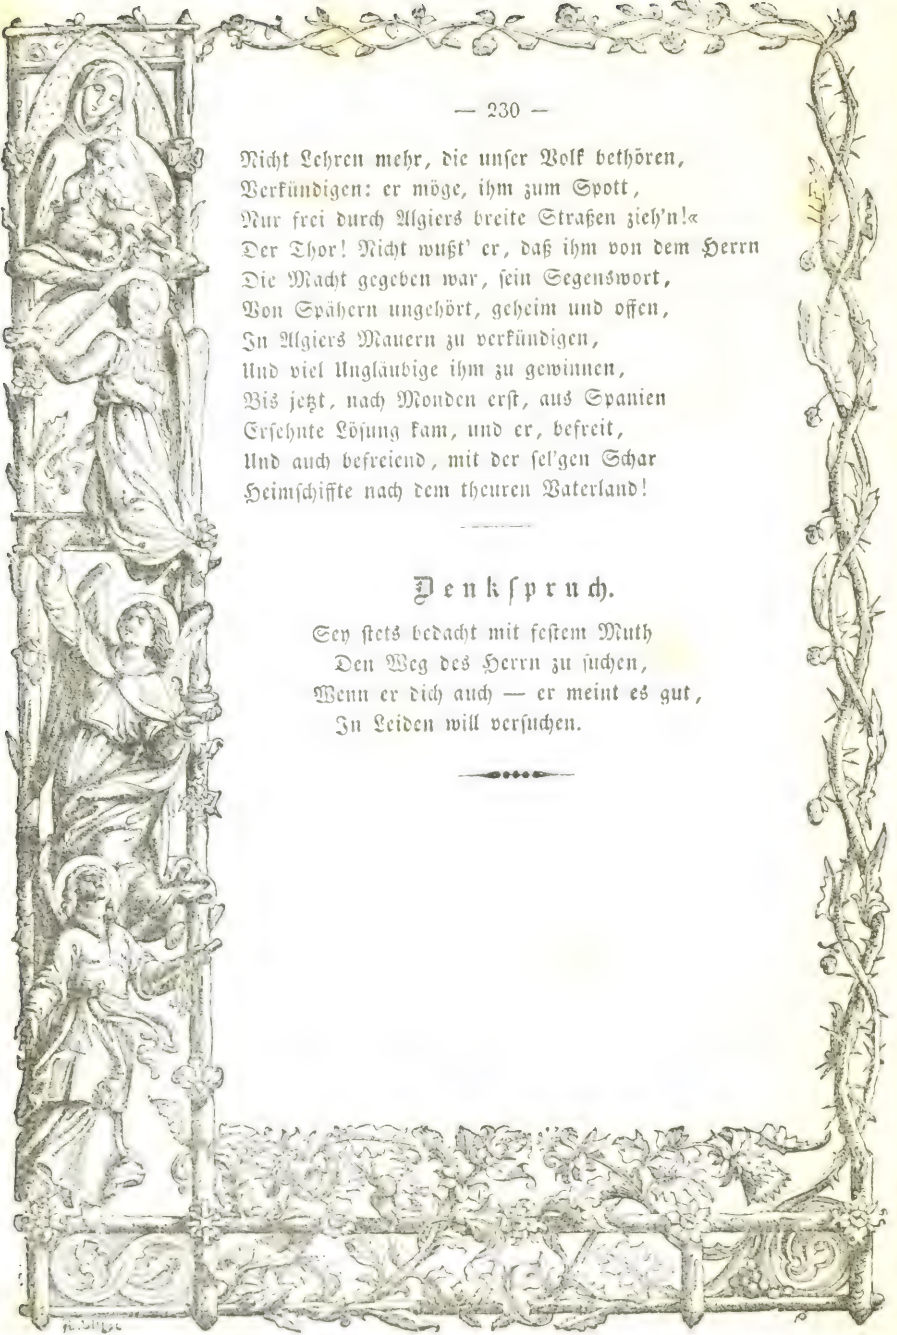 — 230 —
Nicht Lehren mehr, die unser Volk bethören,
Verkündigen: er möge, ihm zum Spott,
Nur frei durch Algiers breite Straßen zieh'n!«
Der Thor! Nicht wußt' er, daß ihm von dem Herrn
Die Macht gegeben war, sein Segenswort,
Von Spähern ungehört, geheim und offen,
In Algiers Mauern zu verkündigen,
Und viel Ungläubige ihm zu gewinnen,
Bis jetzt, nach Monden erst, aus Spanien
Ersehnte Lösung kam, und er, befreit,
Und auch befreiend, mit der sel'gen Schar
Heimschiffte nach dem theuren Vaterland!
Denkspruch.
Sey stets bedacht mit festem Muth
Den Weg des Herrn zu suchen,
Wenn er dich auch — er meint es gut,
In Leiden will versuchen.